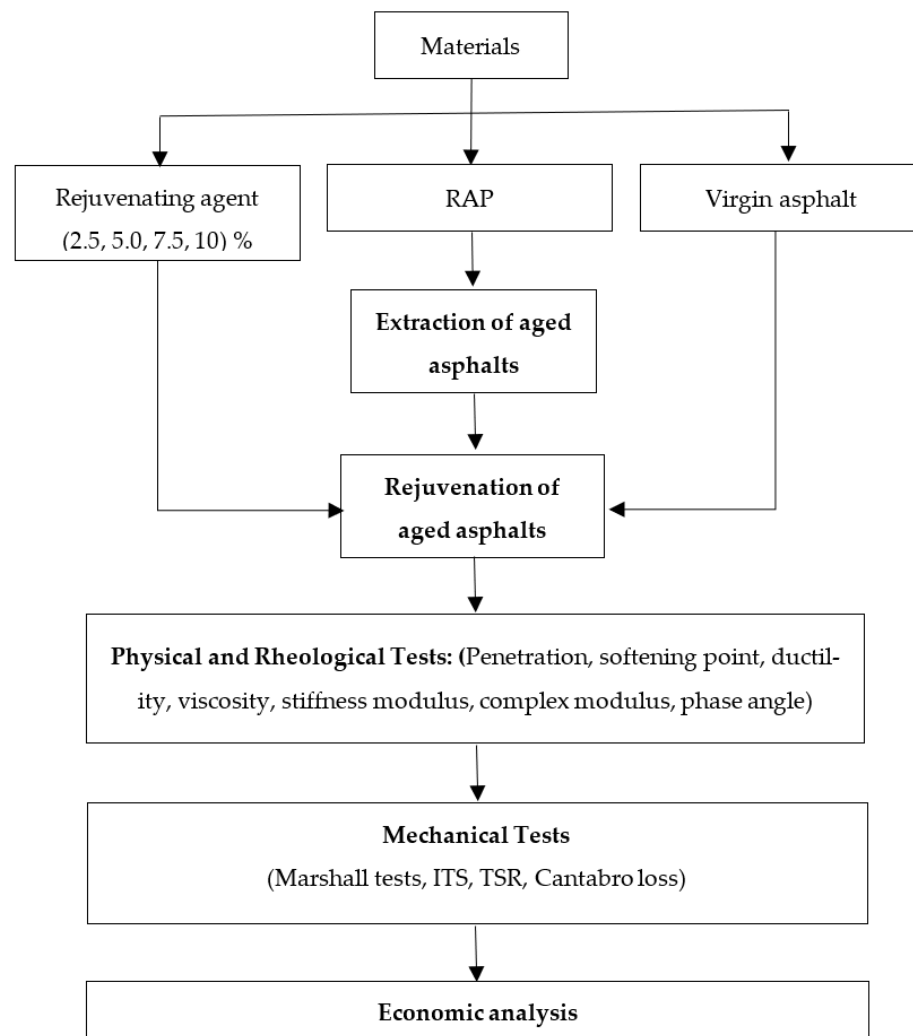 Materials
Rejuvenating agent
(2.5, 5.0, 7.5, 10) %
RAP
Virgin asphalt
Extraction of aged
asphalts
Rejuvenation of
aged asphalts
Physical and Rheological Tests: (Penetration, softening point, ductil-
ity, viscosity, stiffness modulus, complex modulus, phase angle)
Mechanical Tests
(Marshall tests, ITS, TSR, Cantabro loss)
Economic analysis